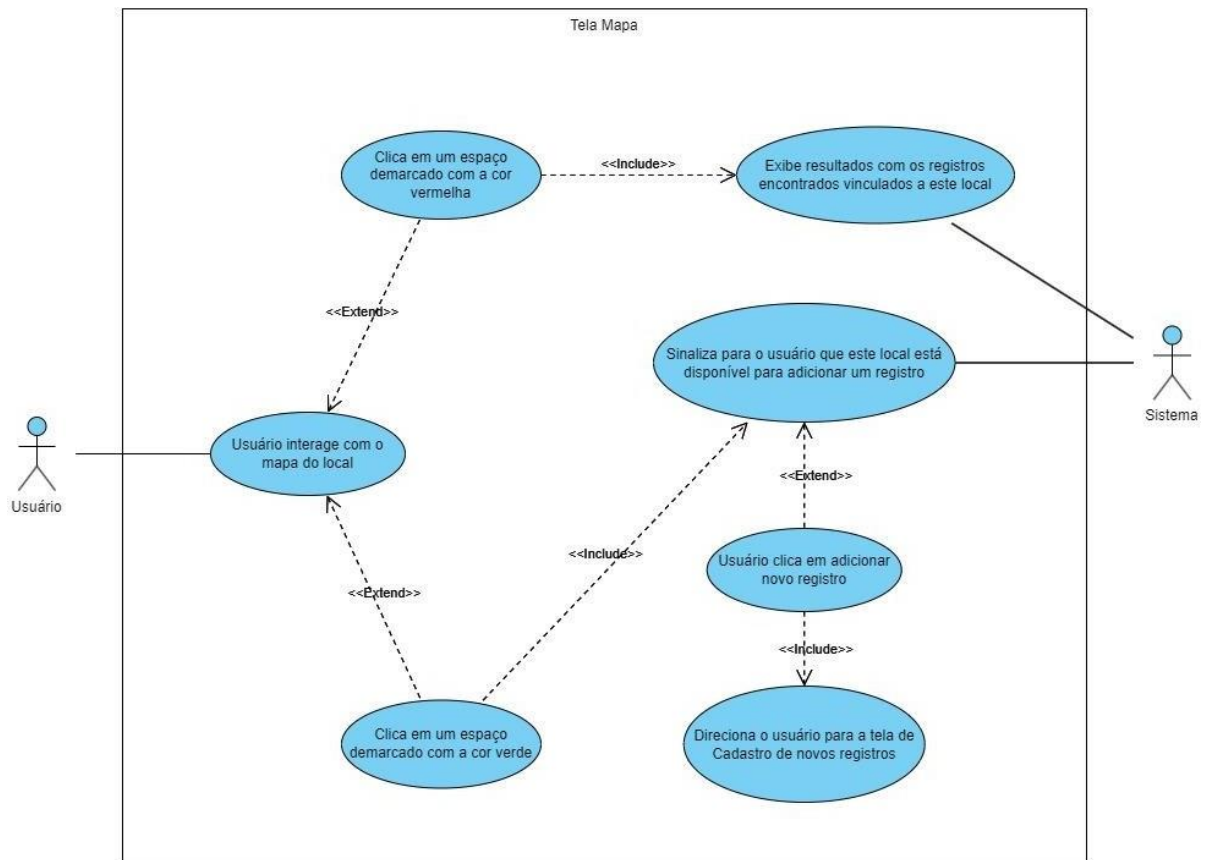 Tela Mapa
Clica em um espaço
demarcado com a cor
vermelha
<<Include>>
Exibe resultados com os registros
encontrados vinculados a este local
<<Extend>>
Sinaliza para o usuário que este local está
disponível para adicionar um registro
Sistema
Usuário interage com o
mapa do local
Usuário
<<Extend>>
<<Include>>
<<Extend>>
Usuário clica em adicionar
novo registro
<<Include>>
Clica em um espaço
demarcado com a cor verde
Direciona o usuário para a tela de
Cadastro de novos registros